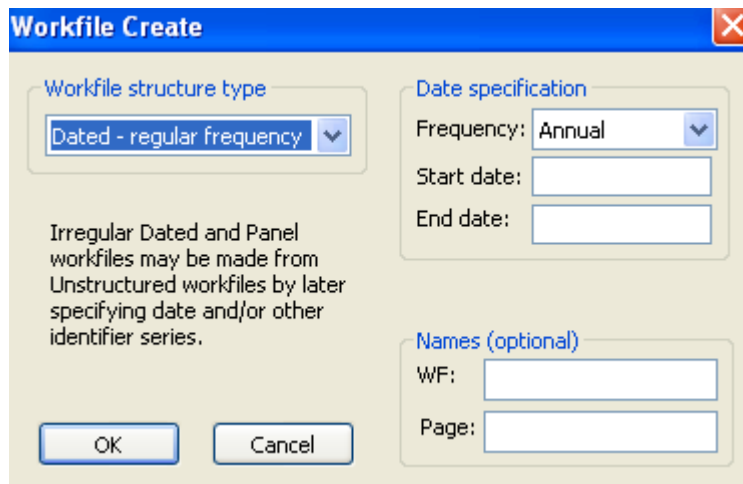 Workfile Create
Workfile structure type
Dated - regular frequency
Irregular Dated and Panel
workfiles may be made from
Unstructured workfiles by later
specifying date and/or other
identifier series.
OK
Cancel
Date specification
Frequency: Annual
Start date:
End date:
Names (optional)
WF:
Page: